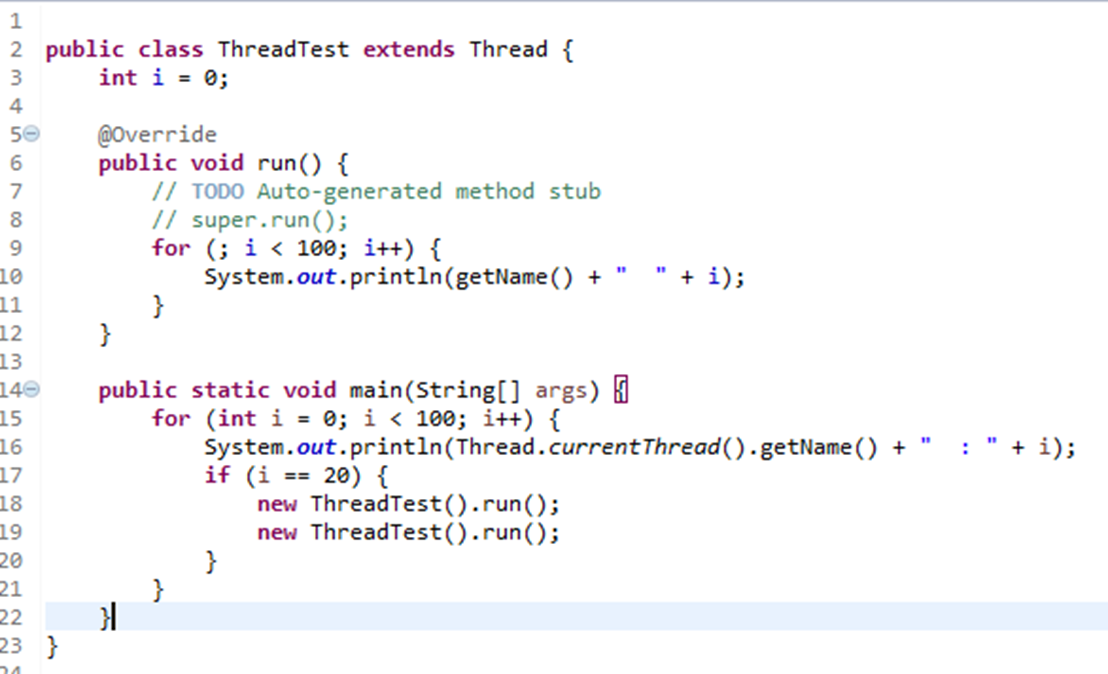 1
2 public class ThreadTest extends Thread {
3     int i = 0;
4
5     @Override
6     public void run() {
7         // TODO Auto-generated method stub
8         // super.run();
9         for (; i < 100; i++) {
10             System.out.println(getName() + "  " + i);
11         }
12     }
13
14     public static void main(String[] args) {
15         for (int i = 0; i < 100; i++) {
16             System.out.println(Thread.currentThread().getName() + "  : " + i);
17             if (i == 20) {
18                 new ThreadTest().run();
19                 new ThreadTest().run();
20             }
21         }
22     }
23 }
24